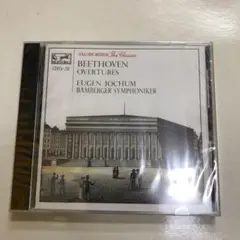 BEETHOVEN
OVERTURES
EUGEN JOCHUM
BAMBERGER SYMPHONIKER